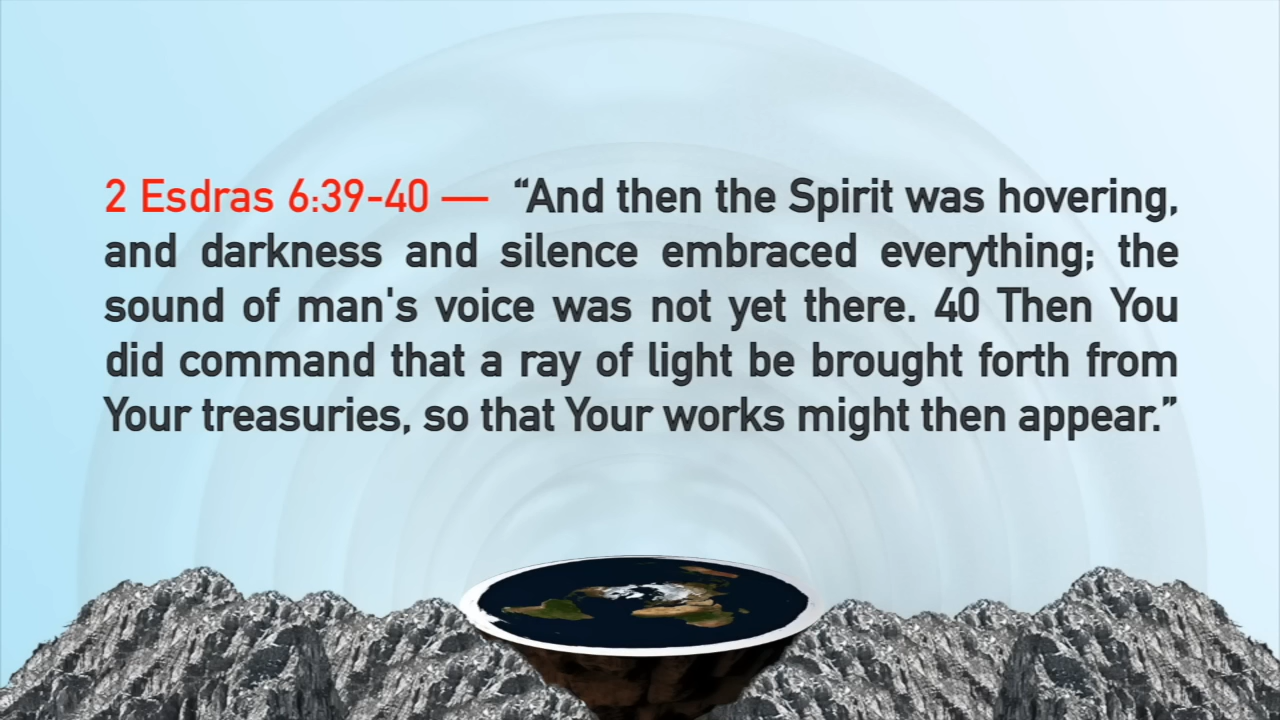 2 Esdras 6:39-40 — “And then the Spirit was hovering,
and darkness and silence embraced everything; the
sound of man's voice was not yet there. 40 Then You
did command that a ray of light be brought forth from
Your treasuries, so that Your works might then appear.”